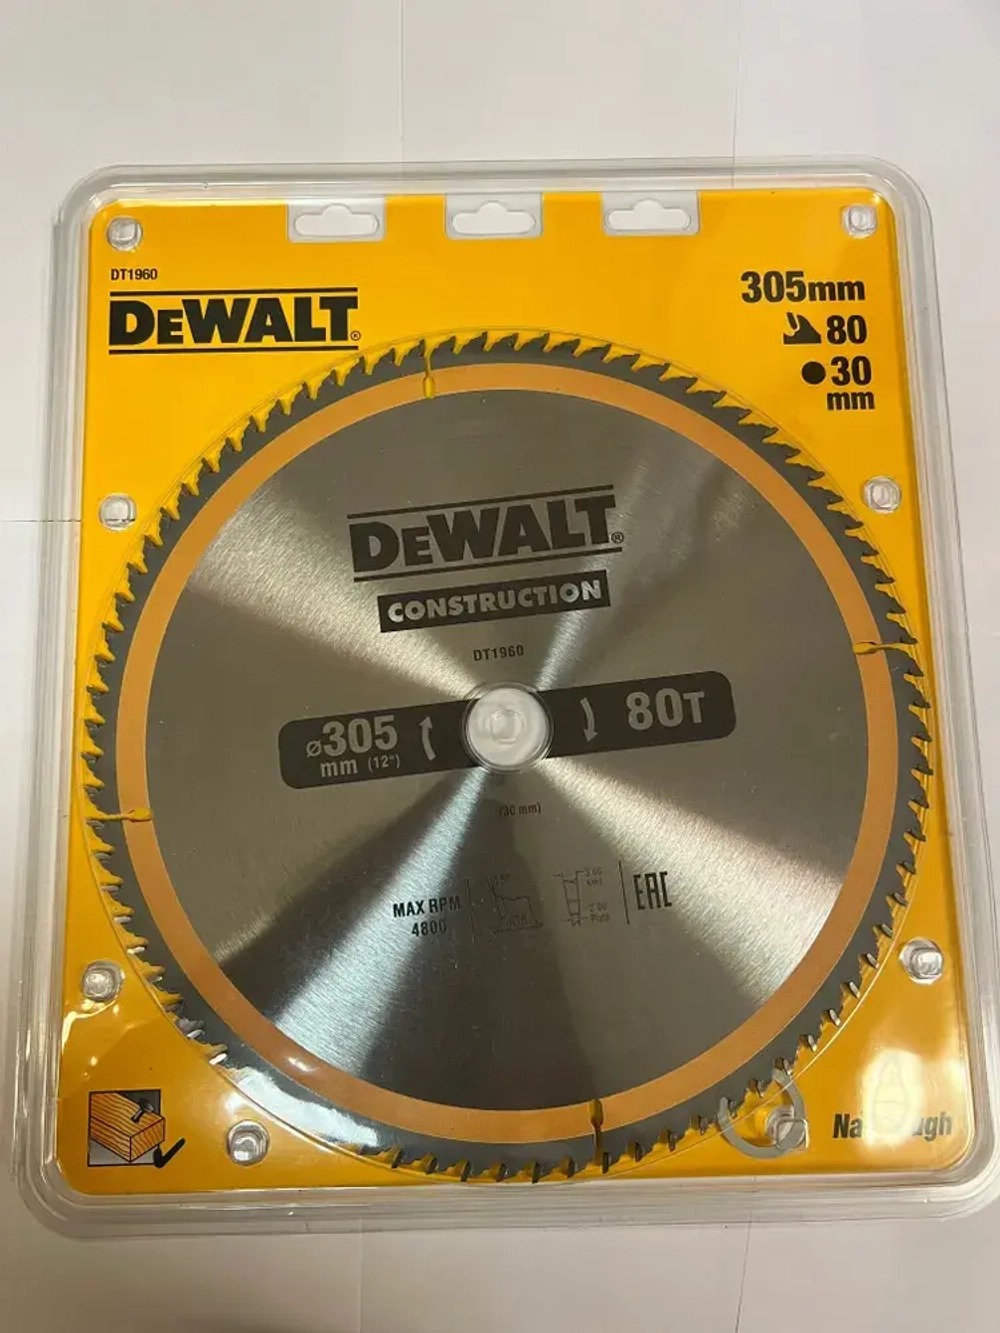 DT1960
DEWALT®
305mm
80
30
mm
DEWALT®
CONSTRUCTION
DT1960
ø305
mm (12")
80T
(30 mm)
MAX RPM
4800
EAC